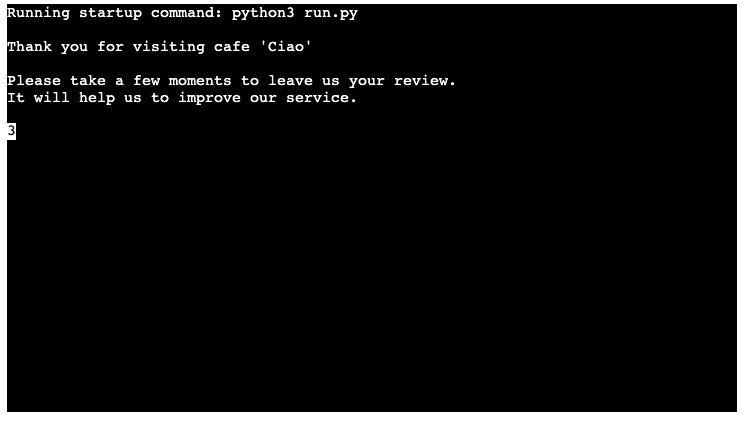 Running startup command: python3 run.py
Thank you for visiting cafe 'Ciao'
Please take a few moments to leave us your review.
It will help us to improve our service.
3